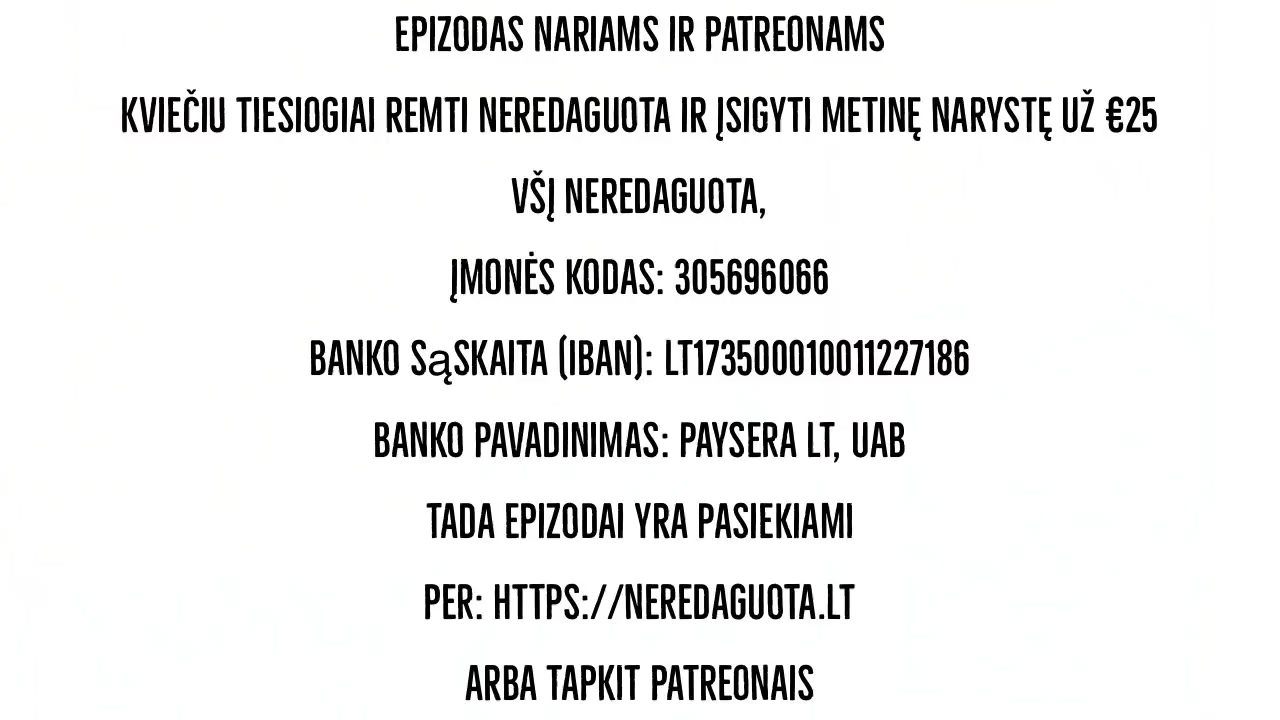 EPIZODAS NARIAMS IR PATREONAMS
KVIEČIU TIESIOGIAI REMTI NEREDAGUOTA IR ĮSIGYTI METINĘ NARYSTĘ UŽ €25
VŠĮ NEREDAGUOTA,
ĮMONĖS KODAS: 305696066
BANKO SąSKAITA (IBAN): LT173500010011227186
BANKO PAVADINIMAS: PAYSERA LT, UAB
TADA EPIZODAI YRA PASIEKIAMI
PER: HTTPS://NEREDAGUOTA.LT
ARBA TAPKIT PATREONAIS